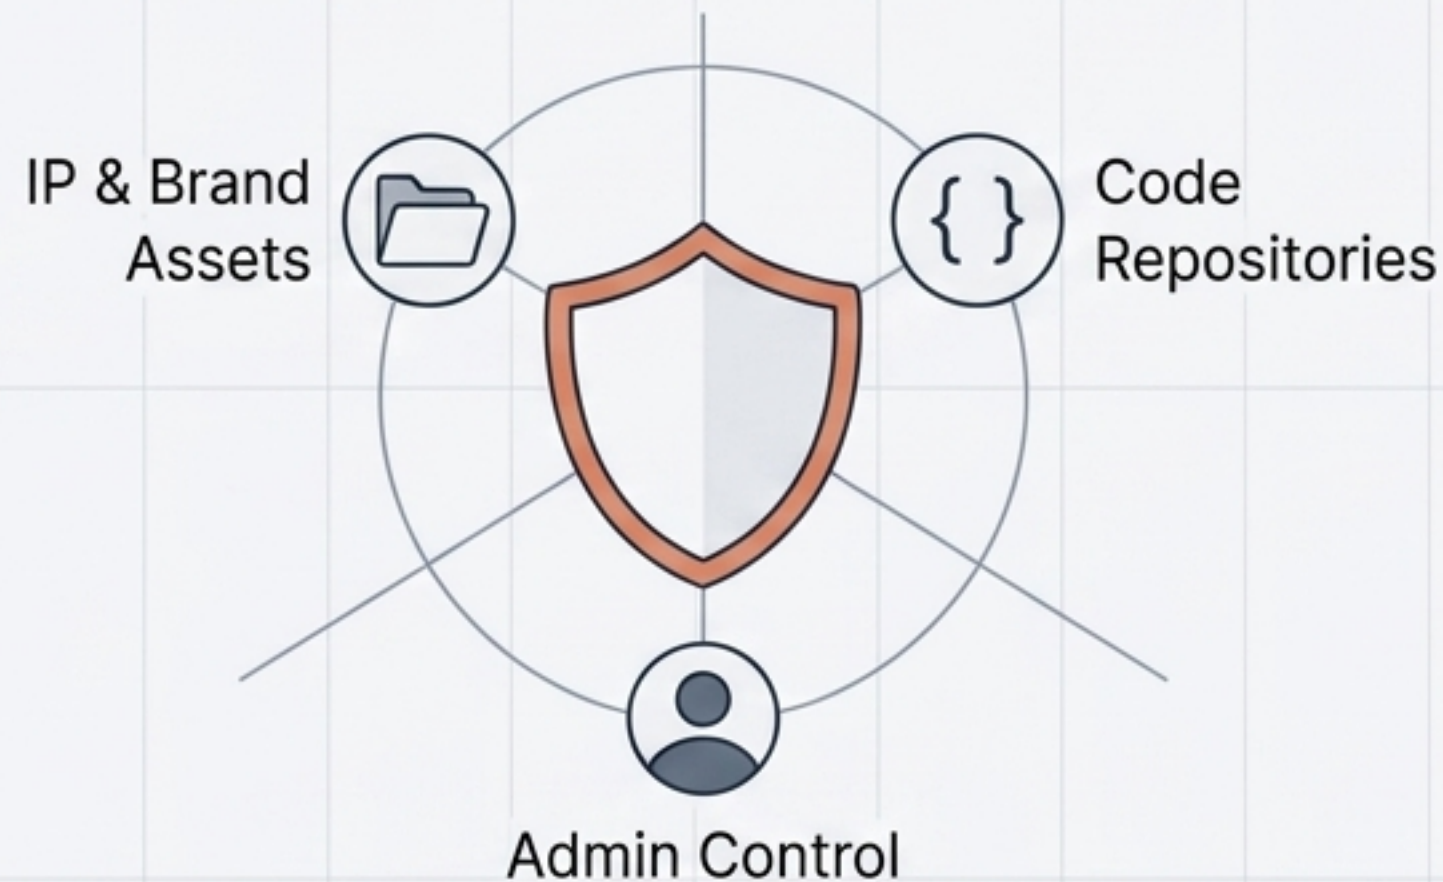 IP & Brand
Assets
{ }
Code
Repositories
Admin Control